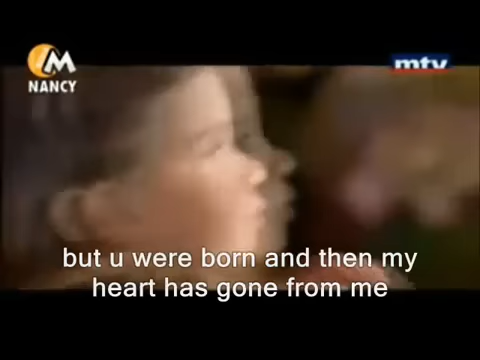 M
NANCY
mtv
but u were born and then my
heart has gone from me